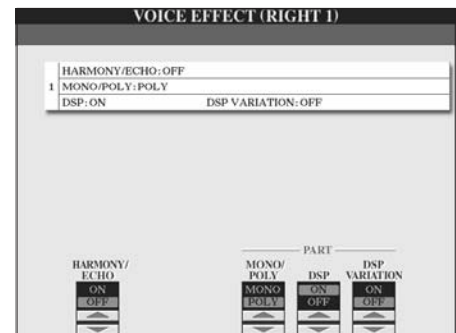 VOICE EFFECT (RIGHT 1)
HARMONY/ECHO:OFF
1 MONO/POLY:POLY
DSP:ON DSP VARIATION:OFF
PART
HARMONY/ MONO/ DSP
ECHO POLY DSP VARIATION
ON MONO ON ON
OFF POLY OFF OFF